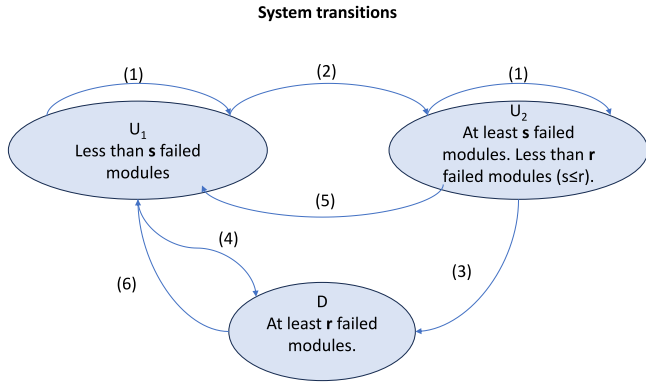 System transitions
(1)
(2)
(1)
U₁
Less than s failed
modules
U₂
At least s failed
modules. Less than r
failed modules (s≤r).
(5)
(4)
(6)
(3)
D
At least r failed
modules.